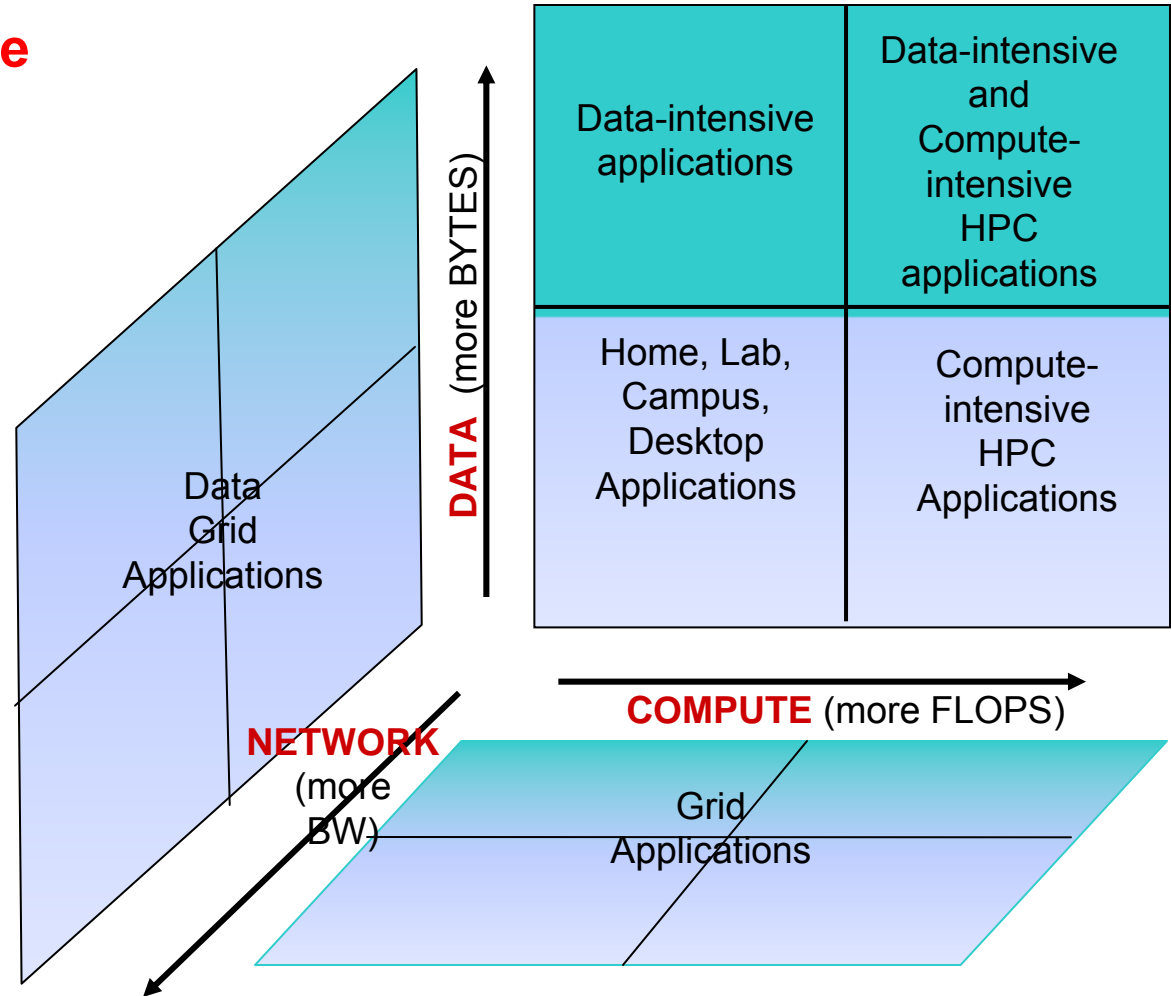 e
Data-intensive
applications
Data-intensive
and
Compute-
intensive
HPC
applications
DATA (more BYTES)
Home, Lab,
Campus,
Desktop
Applications
Compute-
intensive
HPC
Applications
Data
Grid
Applications
COMPUTE (more FLOPS)
NETWORK
(more
BW)
Grid
Applications